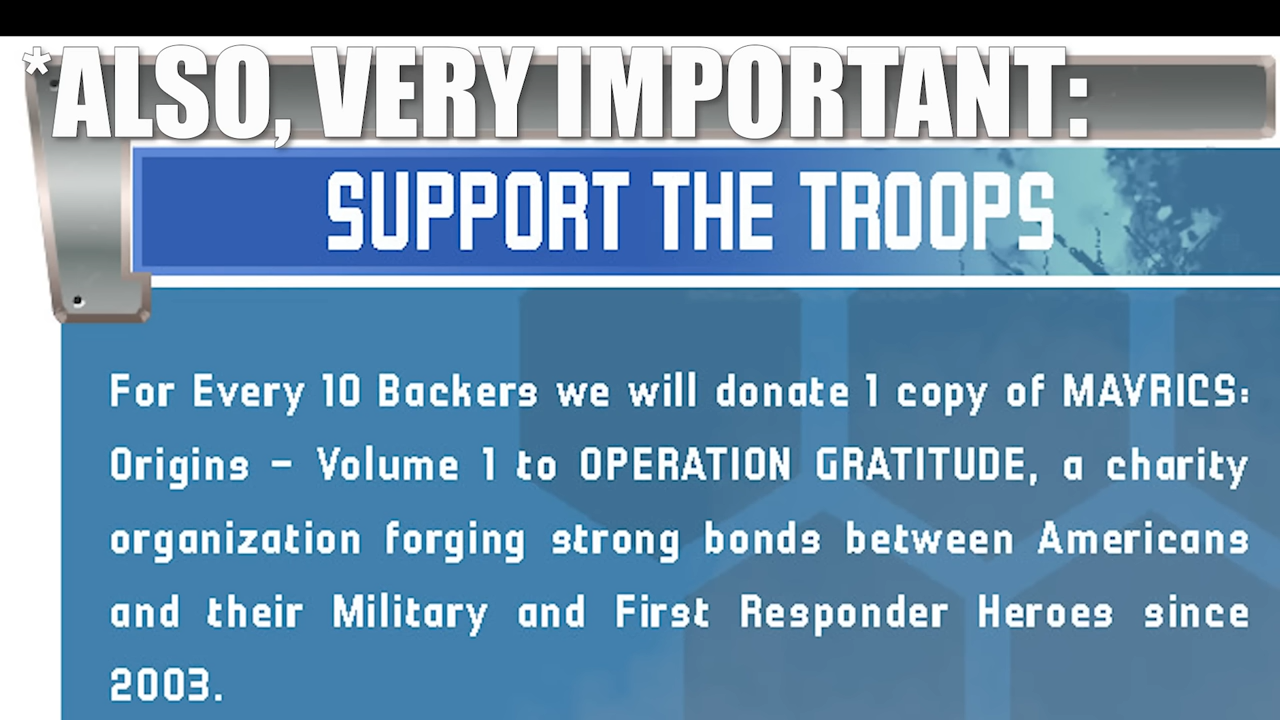 *ALSO, VERY IMPORTANT:
SUPPORT THE TROOPS
For Every 10 Backers we will donate 1 copy of MAVRICS:
Origins - Volume 1 to OPERATION GRATITUDE, a charity
organization forging strong bonds between Americans
and their Military and First Responder Heroes since
2003.